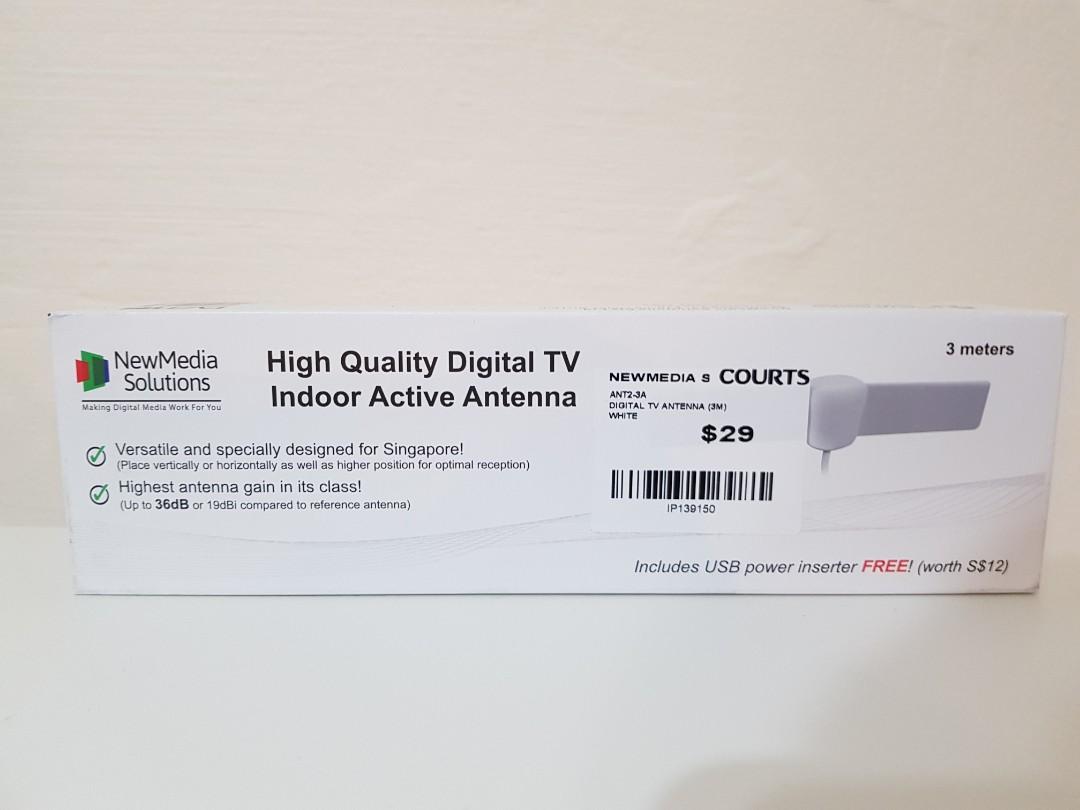 NewMedia
Solutions
Making Digital Media Work For You
High Quality Digital TV
Indoor Active Antenna
Versatile and specially designed for Singapore!
(Place vertically or horizontally as well as higher position for optimal reception)
Highest antenna gain in its class!
(Up to 36dB or 19dBi compared to reference antenna)
NEWMEDIA S COURTS
ANT2-3A
DIGITAL TV ANTENNA (3M)
WHITE
$29
IP139150
3 meters
Includes USB power inserter FREE! (worth S$12)